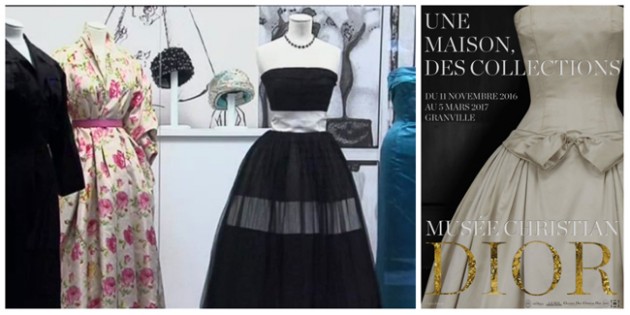 UNE
MAISON,
DES COLLECTIONS
DU 11 NOVEMBRE 2016
AU 5 MARS 2017
GRANVILLE
MUSÉE CHRISTIAN
DIOR